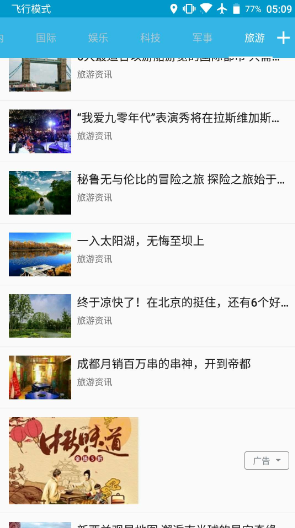 飞行模式 77% 05:09
国际 娱乐 科技 军事 旅游
旅游资讯
“我爱九零年代”表演秀将在拉斯维加斯…
旅游资讯
秘鲁无与伦比的冒险之旅 探险之旅始于…
旅游资讯
一入太阳湖，无悔至坝上
旅游资讯
终于凉快了！在北京的挺住，还有6个好…
旅游资讯
成都月销百万串的串神，开到帝都
旅游资讯
中秋味道
广告